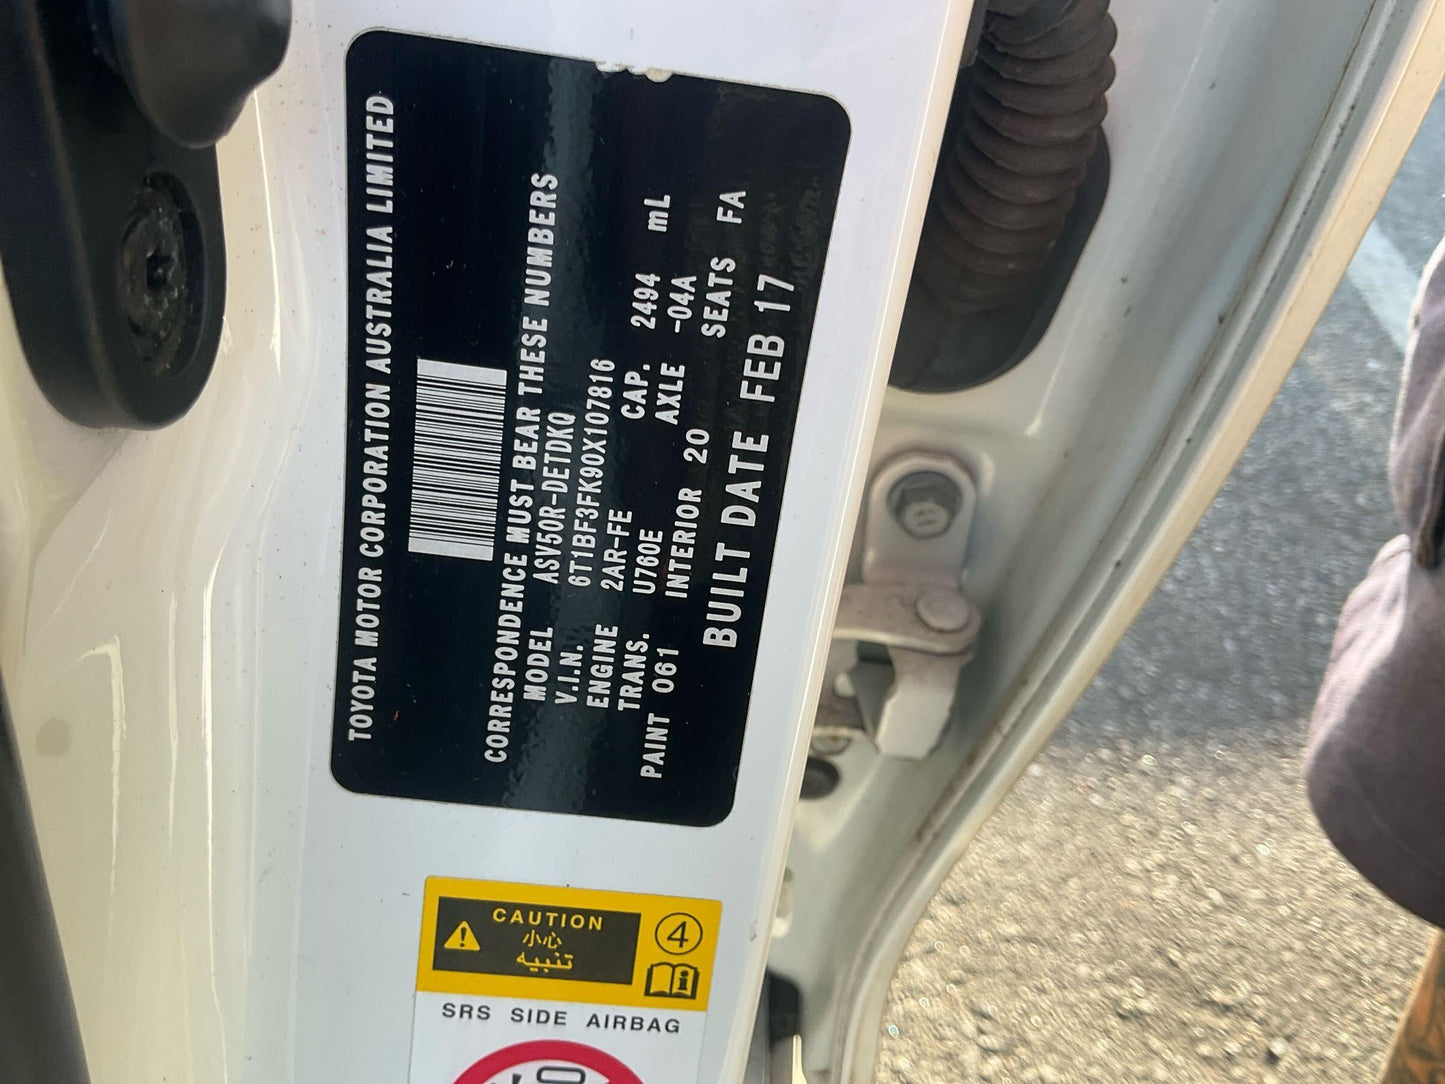 TOYOTA MOTOR CORPORATION AUSTRALIA LIMITED
CORRESPONDENCE MUST BEAR THESE NUMBERS
MODEL ASV50R-DETDKQ
V.I.N. 6T1BF3FK90X107816
ENGINE 2AR-FE CAP. 2494 mL
TRANS. U760E AXLE -04A
PAINT 061 INTERIOR 20 SEATS FA
BUILT DATE FEB 17
CAUTION
小心
تنبيه
4
i
SRS SIDE AIRBAG